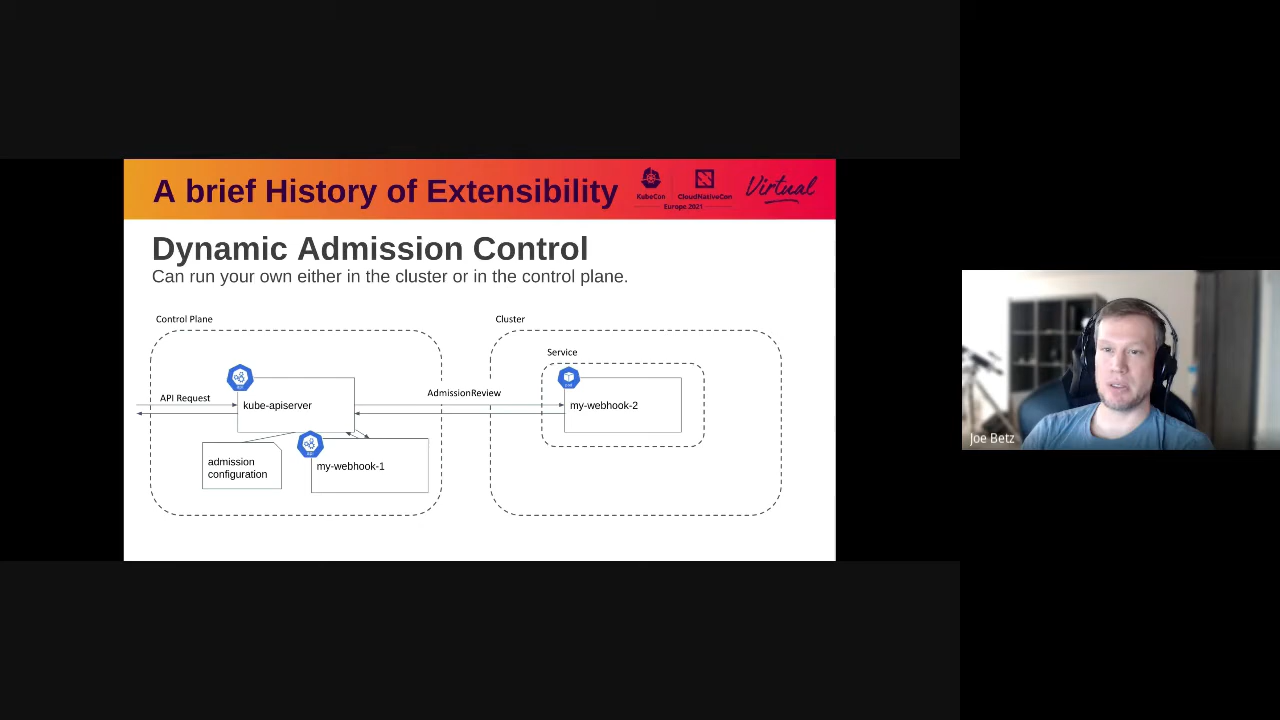 A brief History of Extensibility
KubeCon
CloudNativeCon
Europe 2021
Virtual
Dynamic Admission Control
Can run your own either in the cluster or in the control plane.
Control Plane
Cluster
Service
API Request
kube-apiserver
AdmissionReview
my-webhook-2
admission
configuration
my-webhook-1
Joe Betz